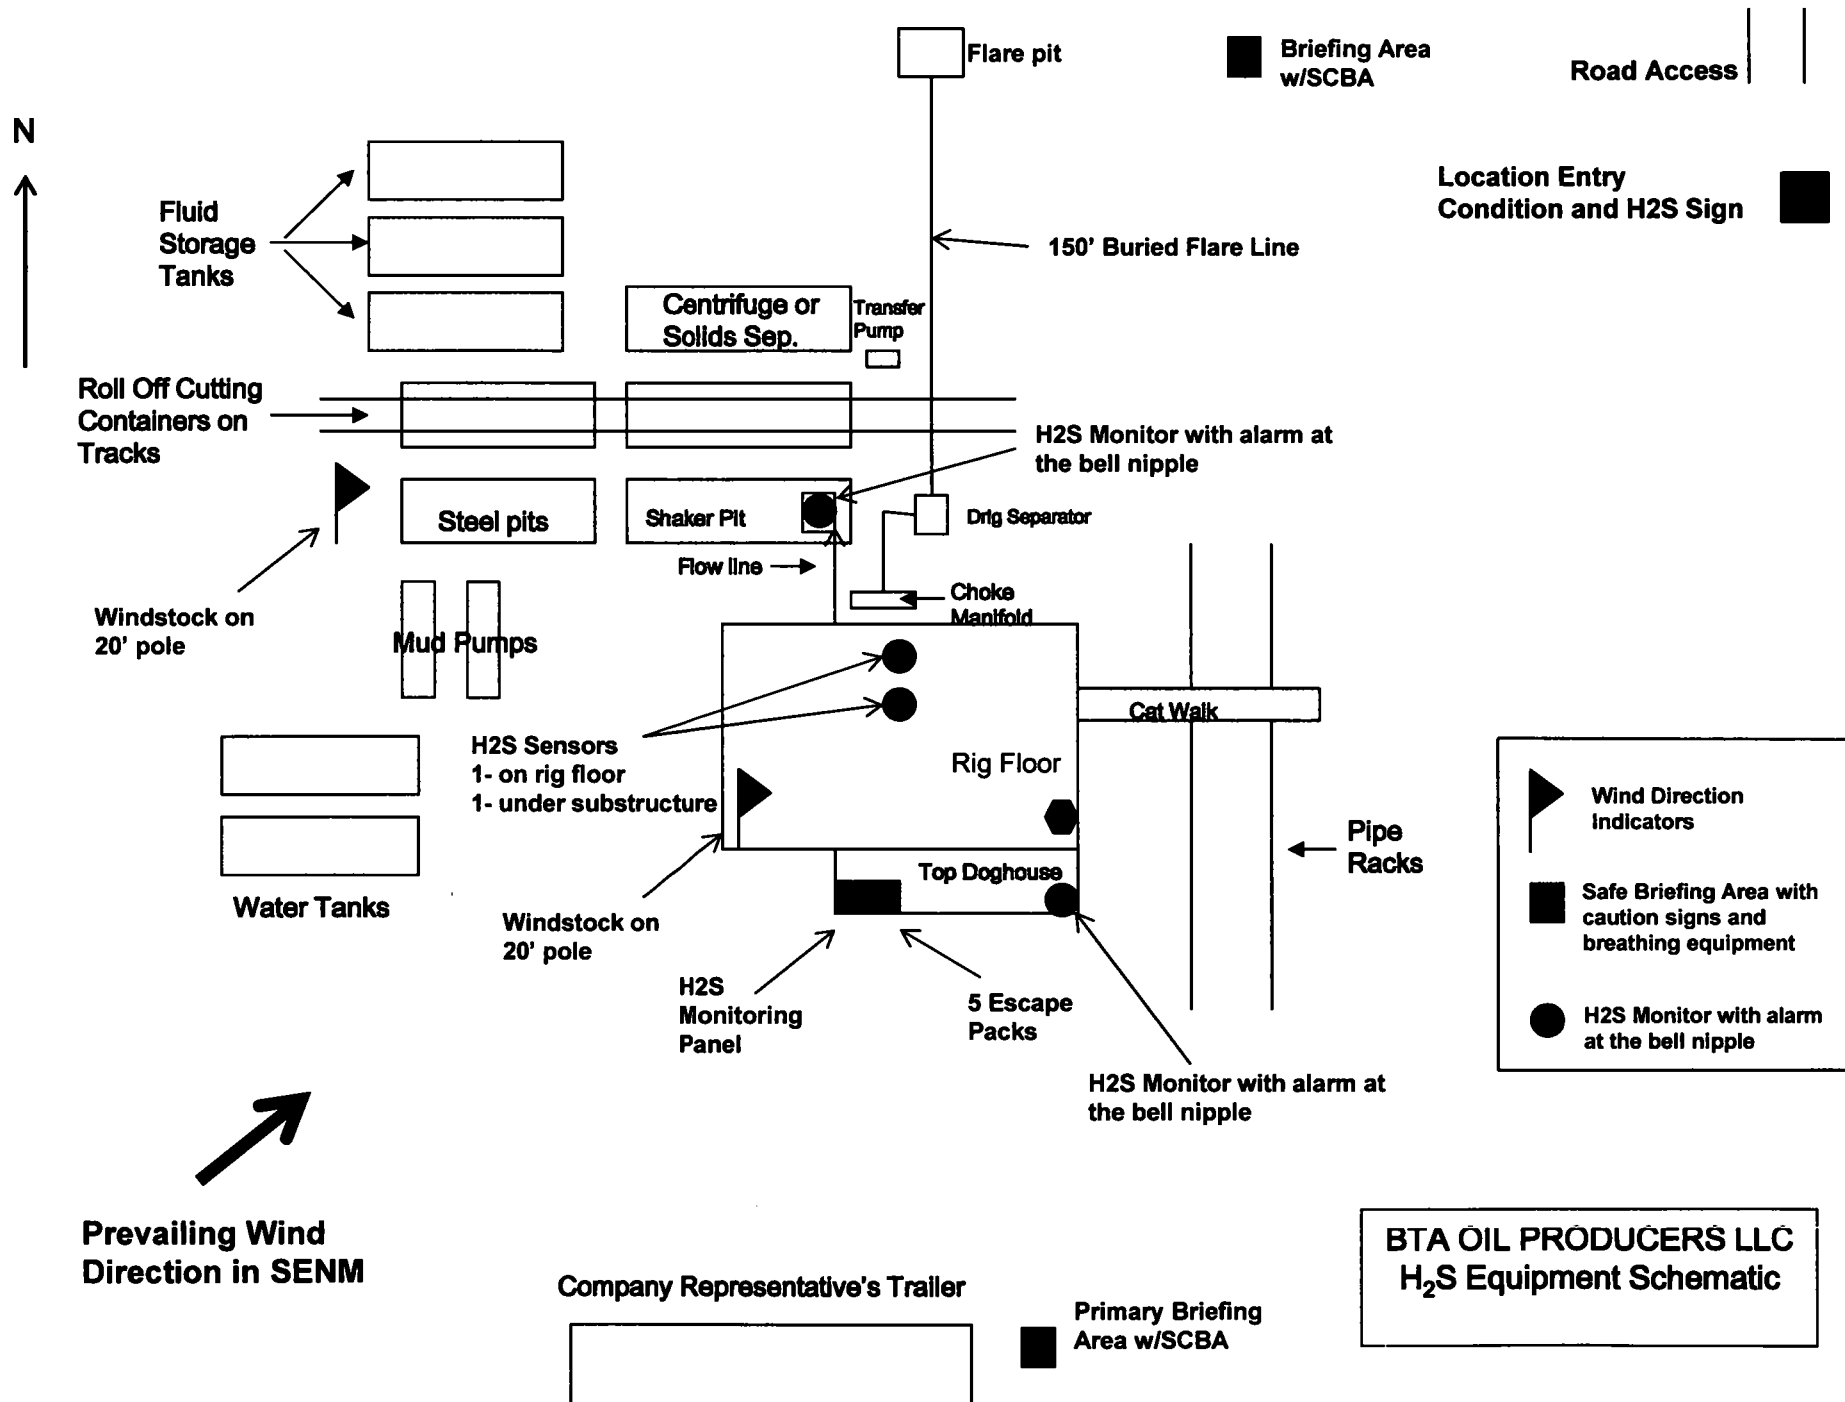 Flare pit
Briefing Area
w/SCBA
Road Access
N
Location Entry
Condition and H2S Sign
Fluid
Storage
Tanks
150' Buried Flare Line
Centrifuge or
Solids Sep.
Transfer
Pump
Roll Off Cutting
Containers on
Tracks
H2S Monitor with alarm at
the bell nipple
Steel pits
Shaker Pit
Drlg Separator
Flow line
Choke
Manifold
Windstock on
20' pole
Mud Pumps
Cat Walk
H2S Sensors
1- on rig floor
1- under substructure
Rig Floor
Wind Direction
Indicators
Pipe
Racks
Top Doghouse
Safe Briefing Area with
caution signs and
breathing equipment
Water Tanks
Windstock on
20' pole
H2S
Monitoring
Panel
5 Escape
Packs
H2S Monitor with alarm
at the bell nipple
H2S Monitor with alarm at
the bell nipple
Prevailing Wind
Direction in SENM
BTA OIL PRODUCERS LLC
H₂S Equipment Schematic
Company Representative's Trailer
Primary Briefing
Area w/SCBA